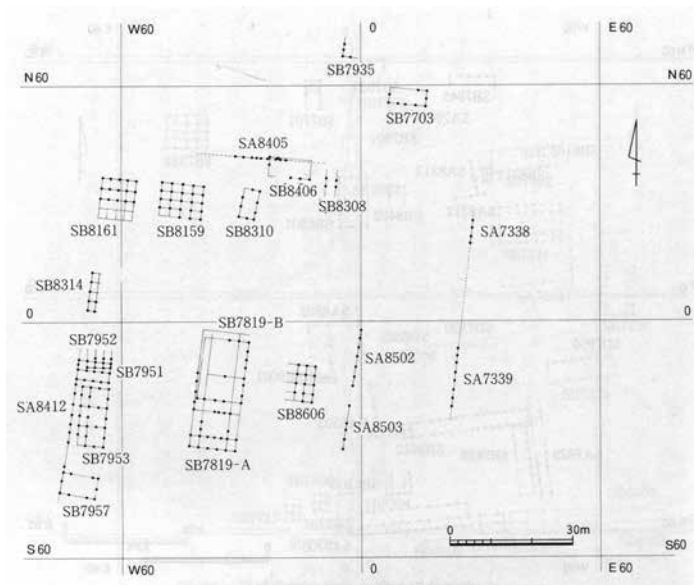 W60 0 E60
N60 N60
SB7935
SB7703
SA8405
SB8406
SB8308
SB8161 SB8159 SB8310
SA7338
SB8314
0 0
SB7952 SB7819-B
SB7951 SA8502
SA7339
SA8412 SB8606
SA8503
SB7953
SB7819-A
SB7957
0 30m
S60 S60
W60 0 E60